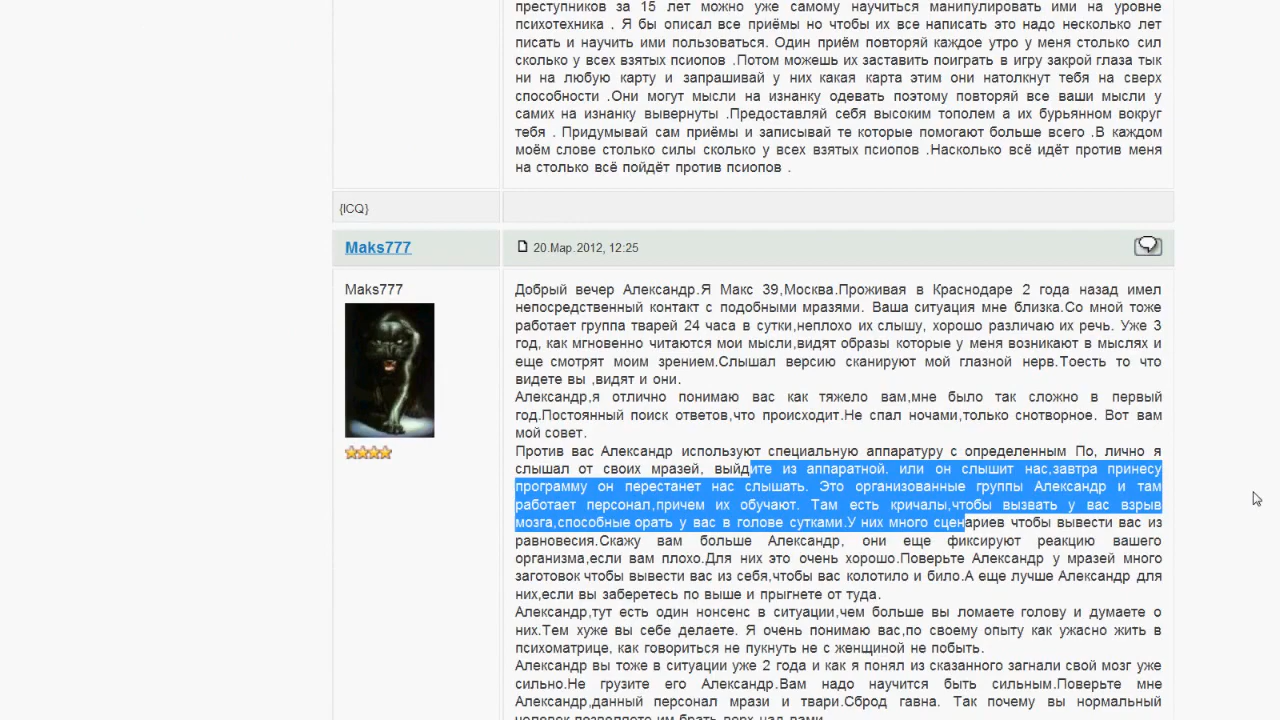 преступников за 15 лет можно уже самому научиться манипулировать ими на уровне
психотехника . Я бы описал все приёмы но чтобы их все написать это надо несколько лет
писать и научить ими пользоваться. Один приём повторяй каждое утро у меня столько сил
сколько у всех взятых псиопов .Потом можешь их заставить поиграть в игру закрой глаза тык
ни на любую карту и запрашивай у них какая карта этим они натолкнут тебя на сверх
способности .Они могут мысли на изнанку одевать поэтому повторяй все ваши мысли у
самих на изнанку вывернуты .Предоставляй себя высоким тополем а их бурьянном вокруг
тебя . Придумывай сам приёмы и записывай те которые помогают больше всего .В каждом
моём слове столько силы сколько у всех взятых псиопов .Насколько всё идёт против меня
на столько всё пойдёт против псиопов .
{ICQ}
Maks777
20.Мар.2012, 12:25
Maks777
Добрый вечер Александр.Я Макс 39,Москва.Проживая в Краснодаре 2 года назад имел
непосредственный контакт с подобными мразями. Ваша ситуация мне близка.Со мной тоже
работает группа тварей 24 часа в сутки,неплохо их слышу, хорошо различаю их речь. Уже 3
год, как мгновенно читаются мои мысли,видят образы которые у меня возникают в мыслях и
еще смотрят моим зрением.Слышал версию сканируют мой глазной нерв.Тоесть то что
видете вы ,видят и они.
Александр,я отлично понимаю вас как тяжело вам,мне было так сложно в первый
год.Постоянный поиск ответов,что происходит.Не спал ночами,только снотворное. Вот вам
мой совет.
Против вас Александр используют специальную аппаратуру с определенным По, лично я
слышал от своих мразей, выйдите из аппаратной. или он слышит нас,завтра принесу
программу он перестанет нас слышать. Это организованные группы Александр и там
работает персонал,причем их обучают. Там есть кричалы,чтобы вызвать у вас взрыв
мозга,способные орать у вас в голове сутками.У них много сценариев чтобы вывести вас из
равновесия.Скажу вам больше Александр, они еще фиксируют реакцию вашего
организма,если вам плохо.Для них это очень хорошо.Поверьте Александр у мразей много
заготовок чтобы вывести вас из себя,чтобы вас колотило и било.А еще лучше Александр для
них,если вы заберетесь по выше и прыгнете от туда.
Александр,тут есть один нонсенс в ситуации,чем больше вы ломаете голову и думаете о
них.Тем хуже вы себе делаете. Я очень понимаю вас,по своему опыту как ужасно жить в
психоматрице, как говориться не пукнуть не с женщиной не побыть.
Александр вы тоже в ситуации уже 2 года и как я понял из сказанного загнали свой мозг уже
сильно.Не грузите его Александр.Вам надо научится быть сильным.Поверьте мне
Александр,данный персонал мрази и твари.Сброд гавна. Так почему вы нормальный
человек позволяете им брать верх над вами.